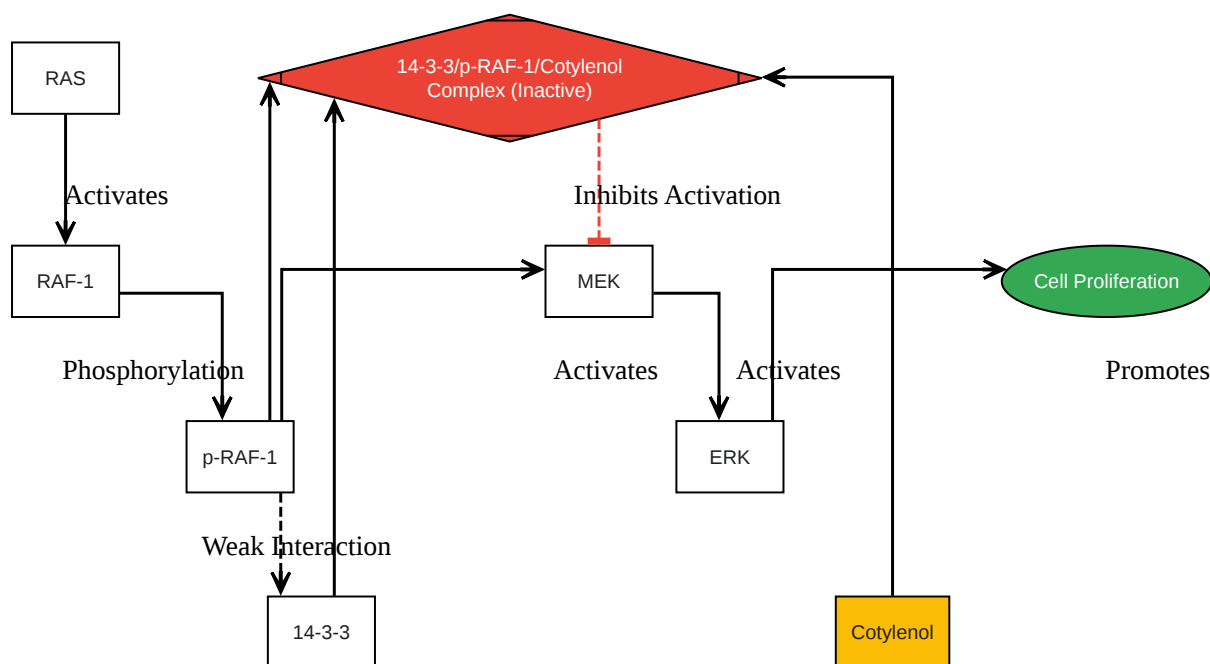 RAS
14-3-3/p-RAF-1/Cotylenol
Complex (Inactive)
Activates
Inhibits Activation
RAF-1
MEK
Cell Proliferation
Phosphorylation
Activates
Activates
Promotes
p-RAF-1
ERK
Weak Interaction
14-3-3
Cotylenol